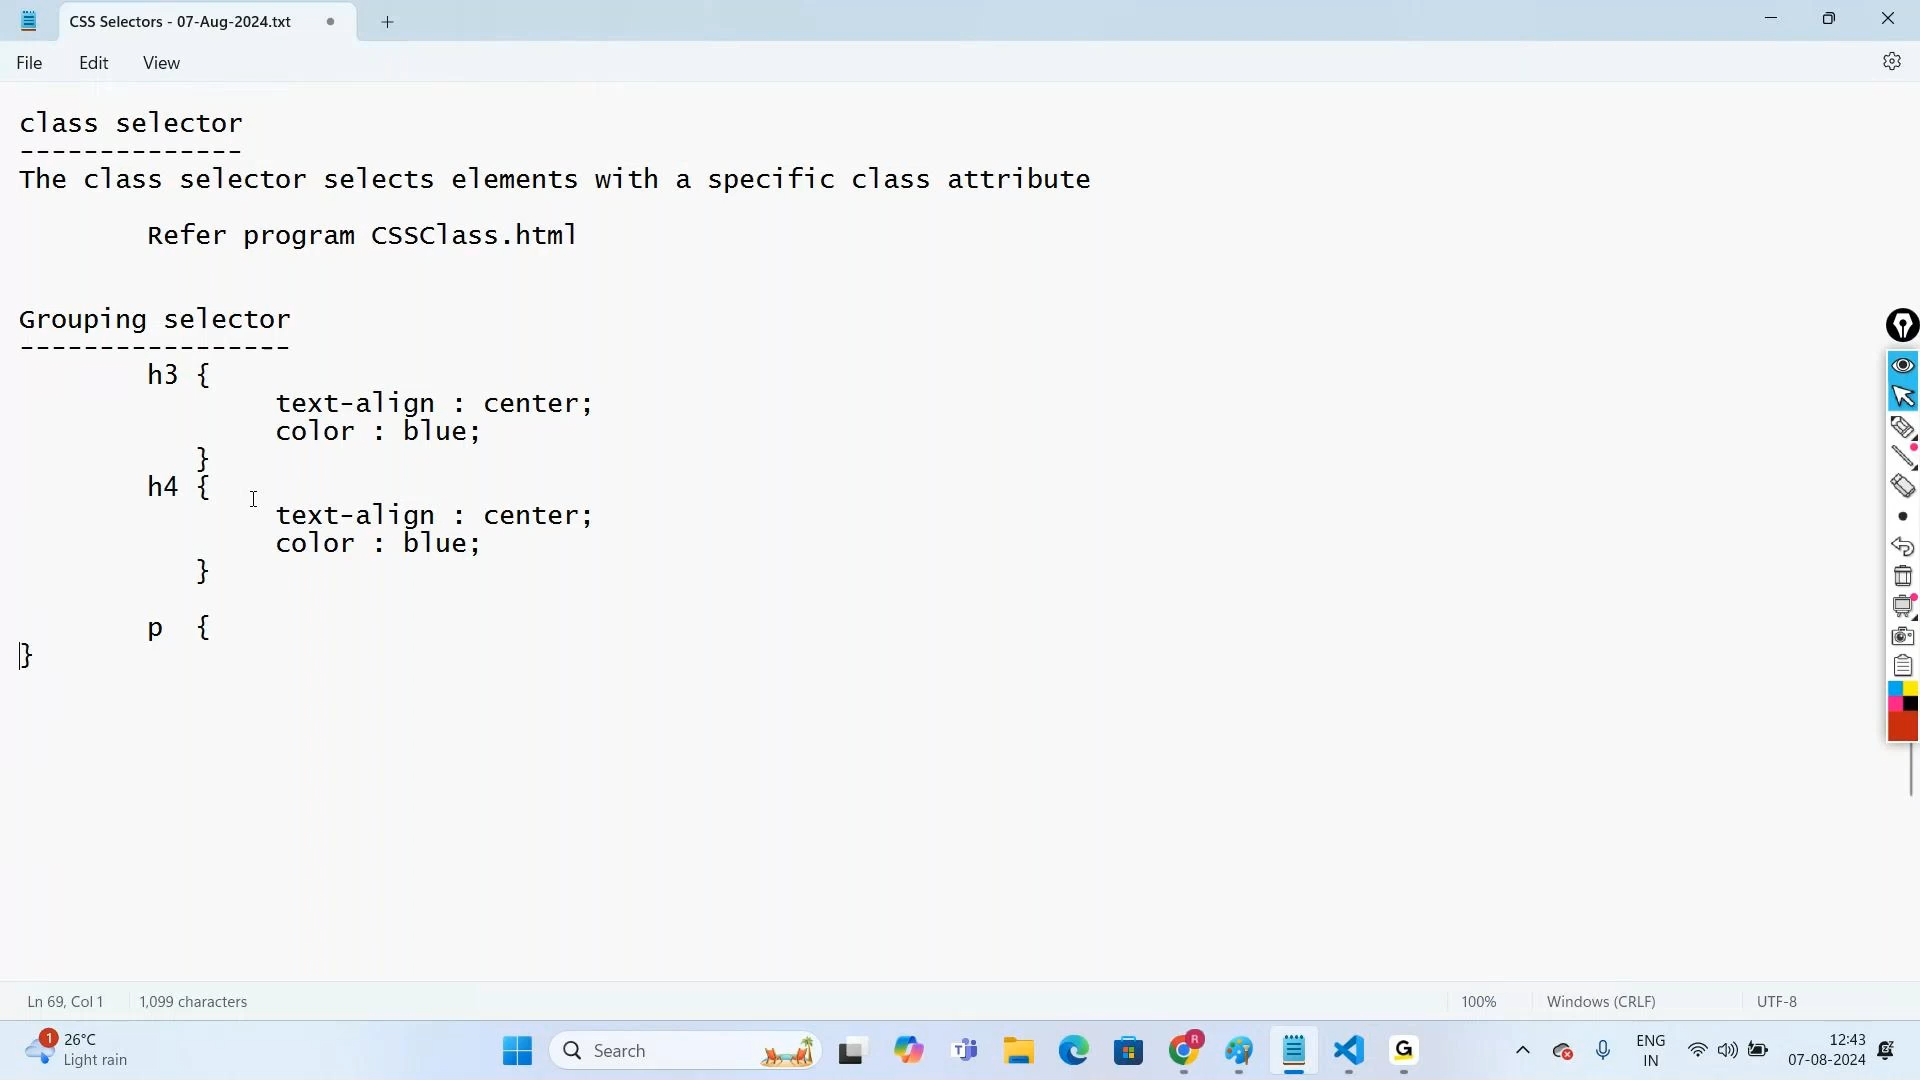 CSS Selectors - 07-Aug-2024.txt
File Edit View
class selector
--------------
The class selector selects elements with a specific class attribute
Refer program CSSClass.html
Grouping selector
-----------------
h3 {
text-align : center;
color : blue;
}
h4 {
text-align : center;
color : blue;
}
p {
}
Ln 69, Col 1 1,099 characters 100% Windows (CRLF) UTF-8
1 26°C
Light rain
Search
R
G
ENG
IN
12:43
07-08-2024